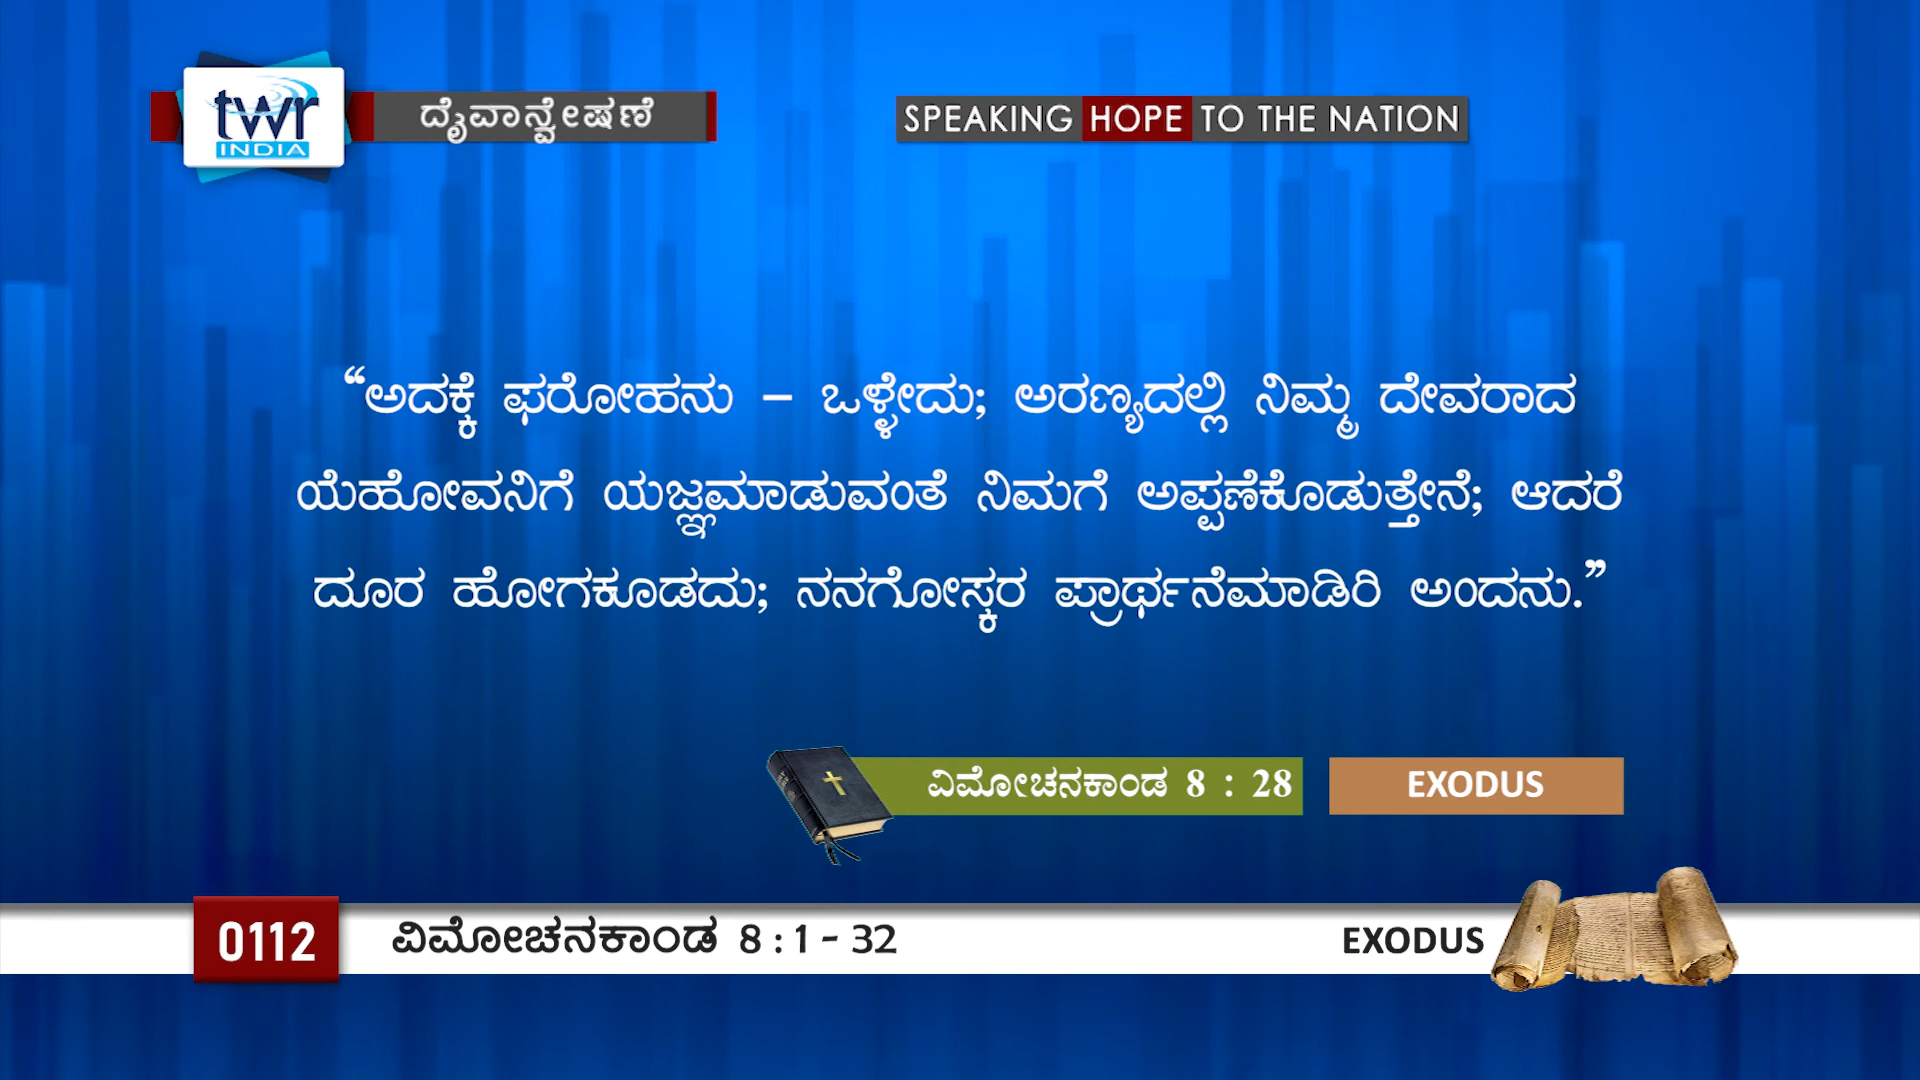 twr
INDIA
ದೈವಾನ್ವೇಷಣೆ
SPEAKING HOPE TO THE NATION
“ಅದಕ್ಕೆ ಫರೋಹನು – ಒಳ್ಳೇದು; ಅರಣ್ಯದಲ್ಲಿ ನಿಮ್ಮ ದೇವರಾದ
ಯೆಹೋವನಿಗೆ ಯಜ್ಞಮಾಡುವಂತೆ ನಿಮಗೆ ಅಪ್ಪಣೆಕೊಡುತ್ತೇನೆ; ಆದರೆ
ದೂರ ಹೋಗಕೂಡದು; ನನಗೋಸ್ಕರ ಪ್ರಾರ್ಥನೆಮಾಡಿರಿ ಅಂದನು.”
ವಿಮೋಚನಕಾಂಡ 8 : 28
EXODUS
0112
ವಿಮೋಚನಕಾಂಡ 8 : 1 - 32
EXODUS